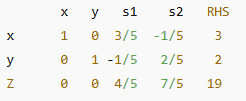 x y s1 s2 RHS
x 1 0 3/5 -1/5 3
y 0 1 -1/5 2/5 2
Z 0 0 4/5 7/5 19